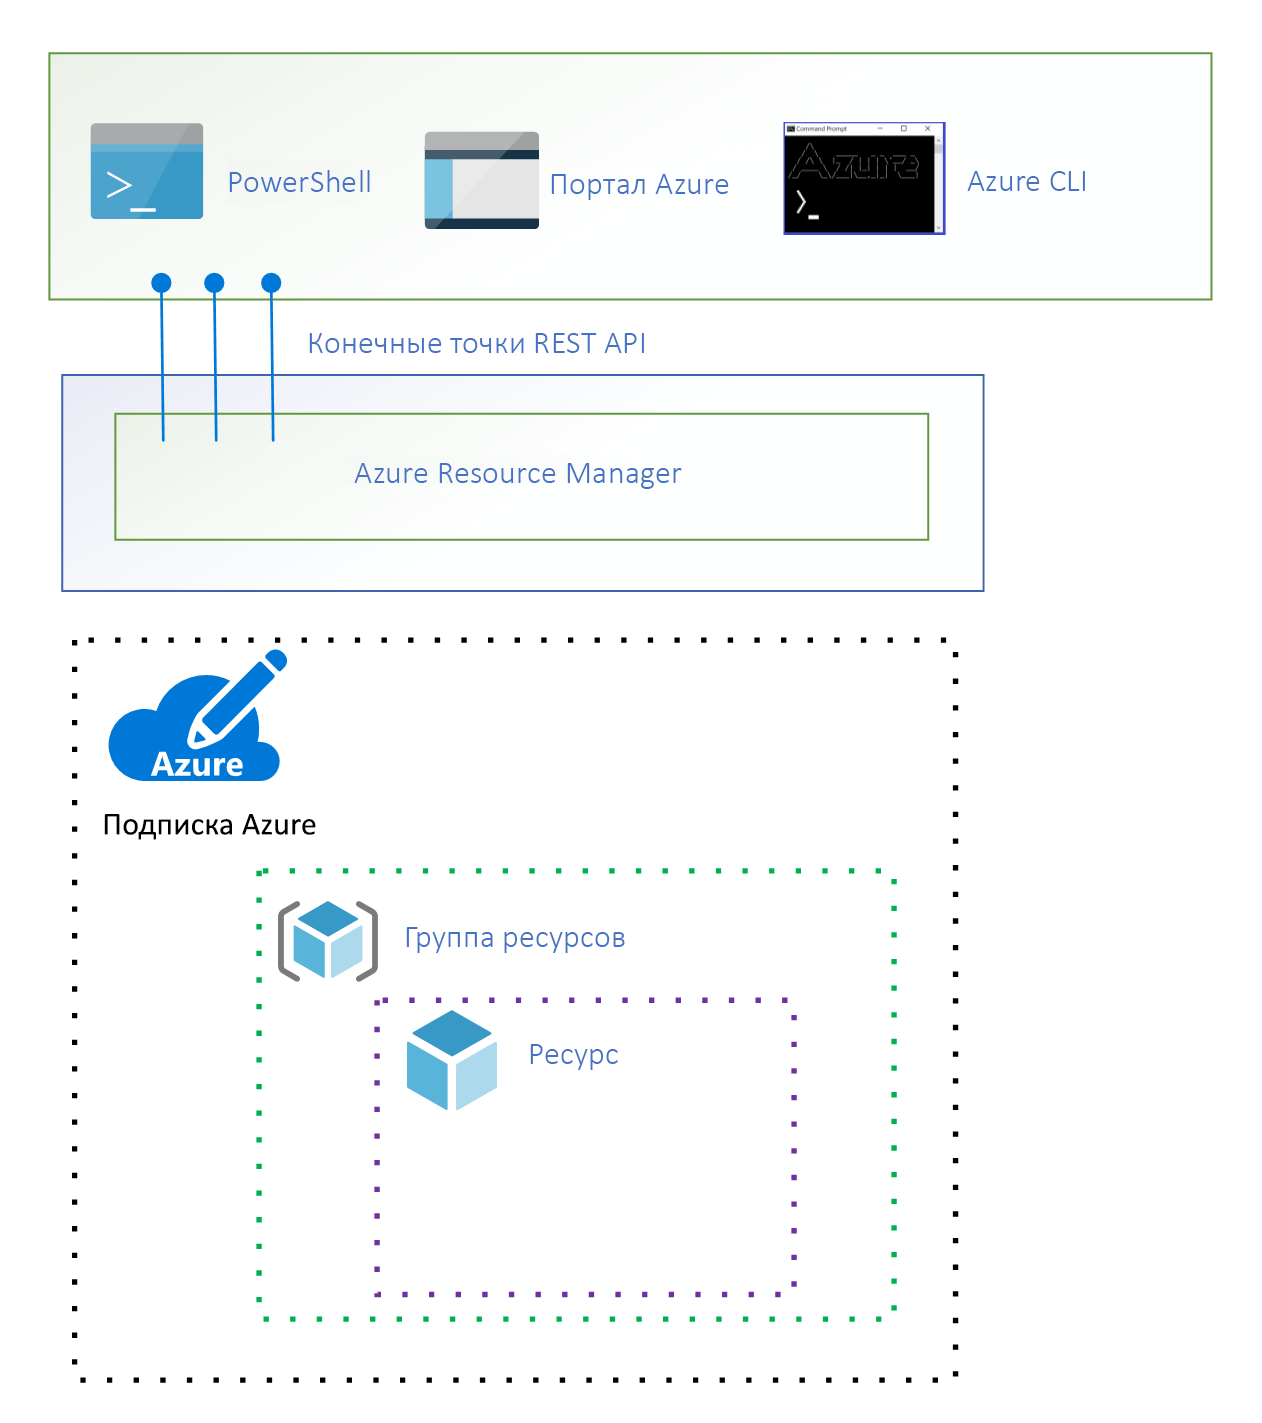 Command Prompt
Azure
PowerShell
Портал Azure
Azure CLI
Конечные точки REST API
Azure Resource Manager
Azure
Подписка Azure
Группа ресурсов
Ресурс